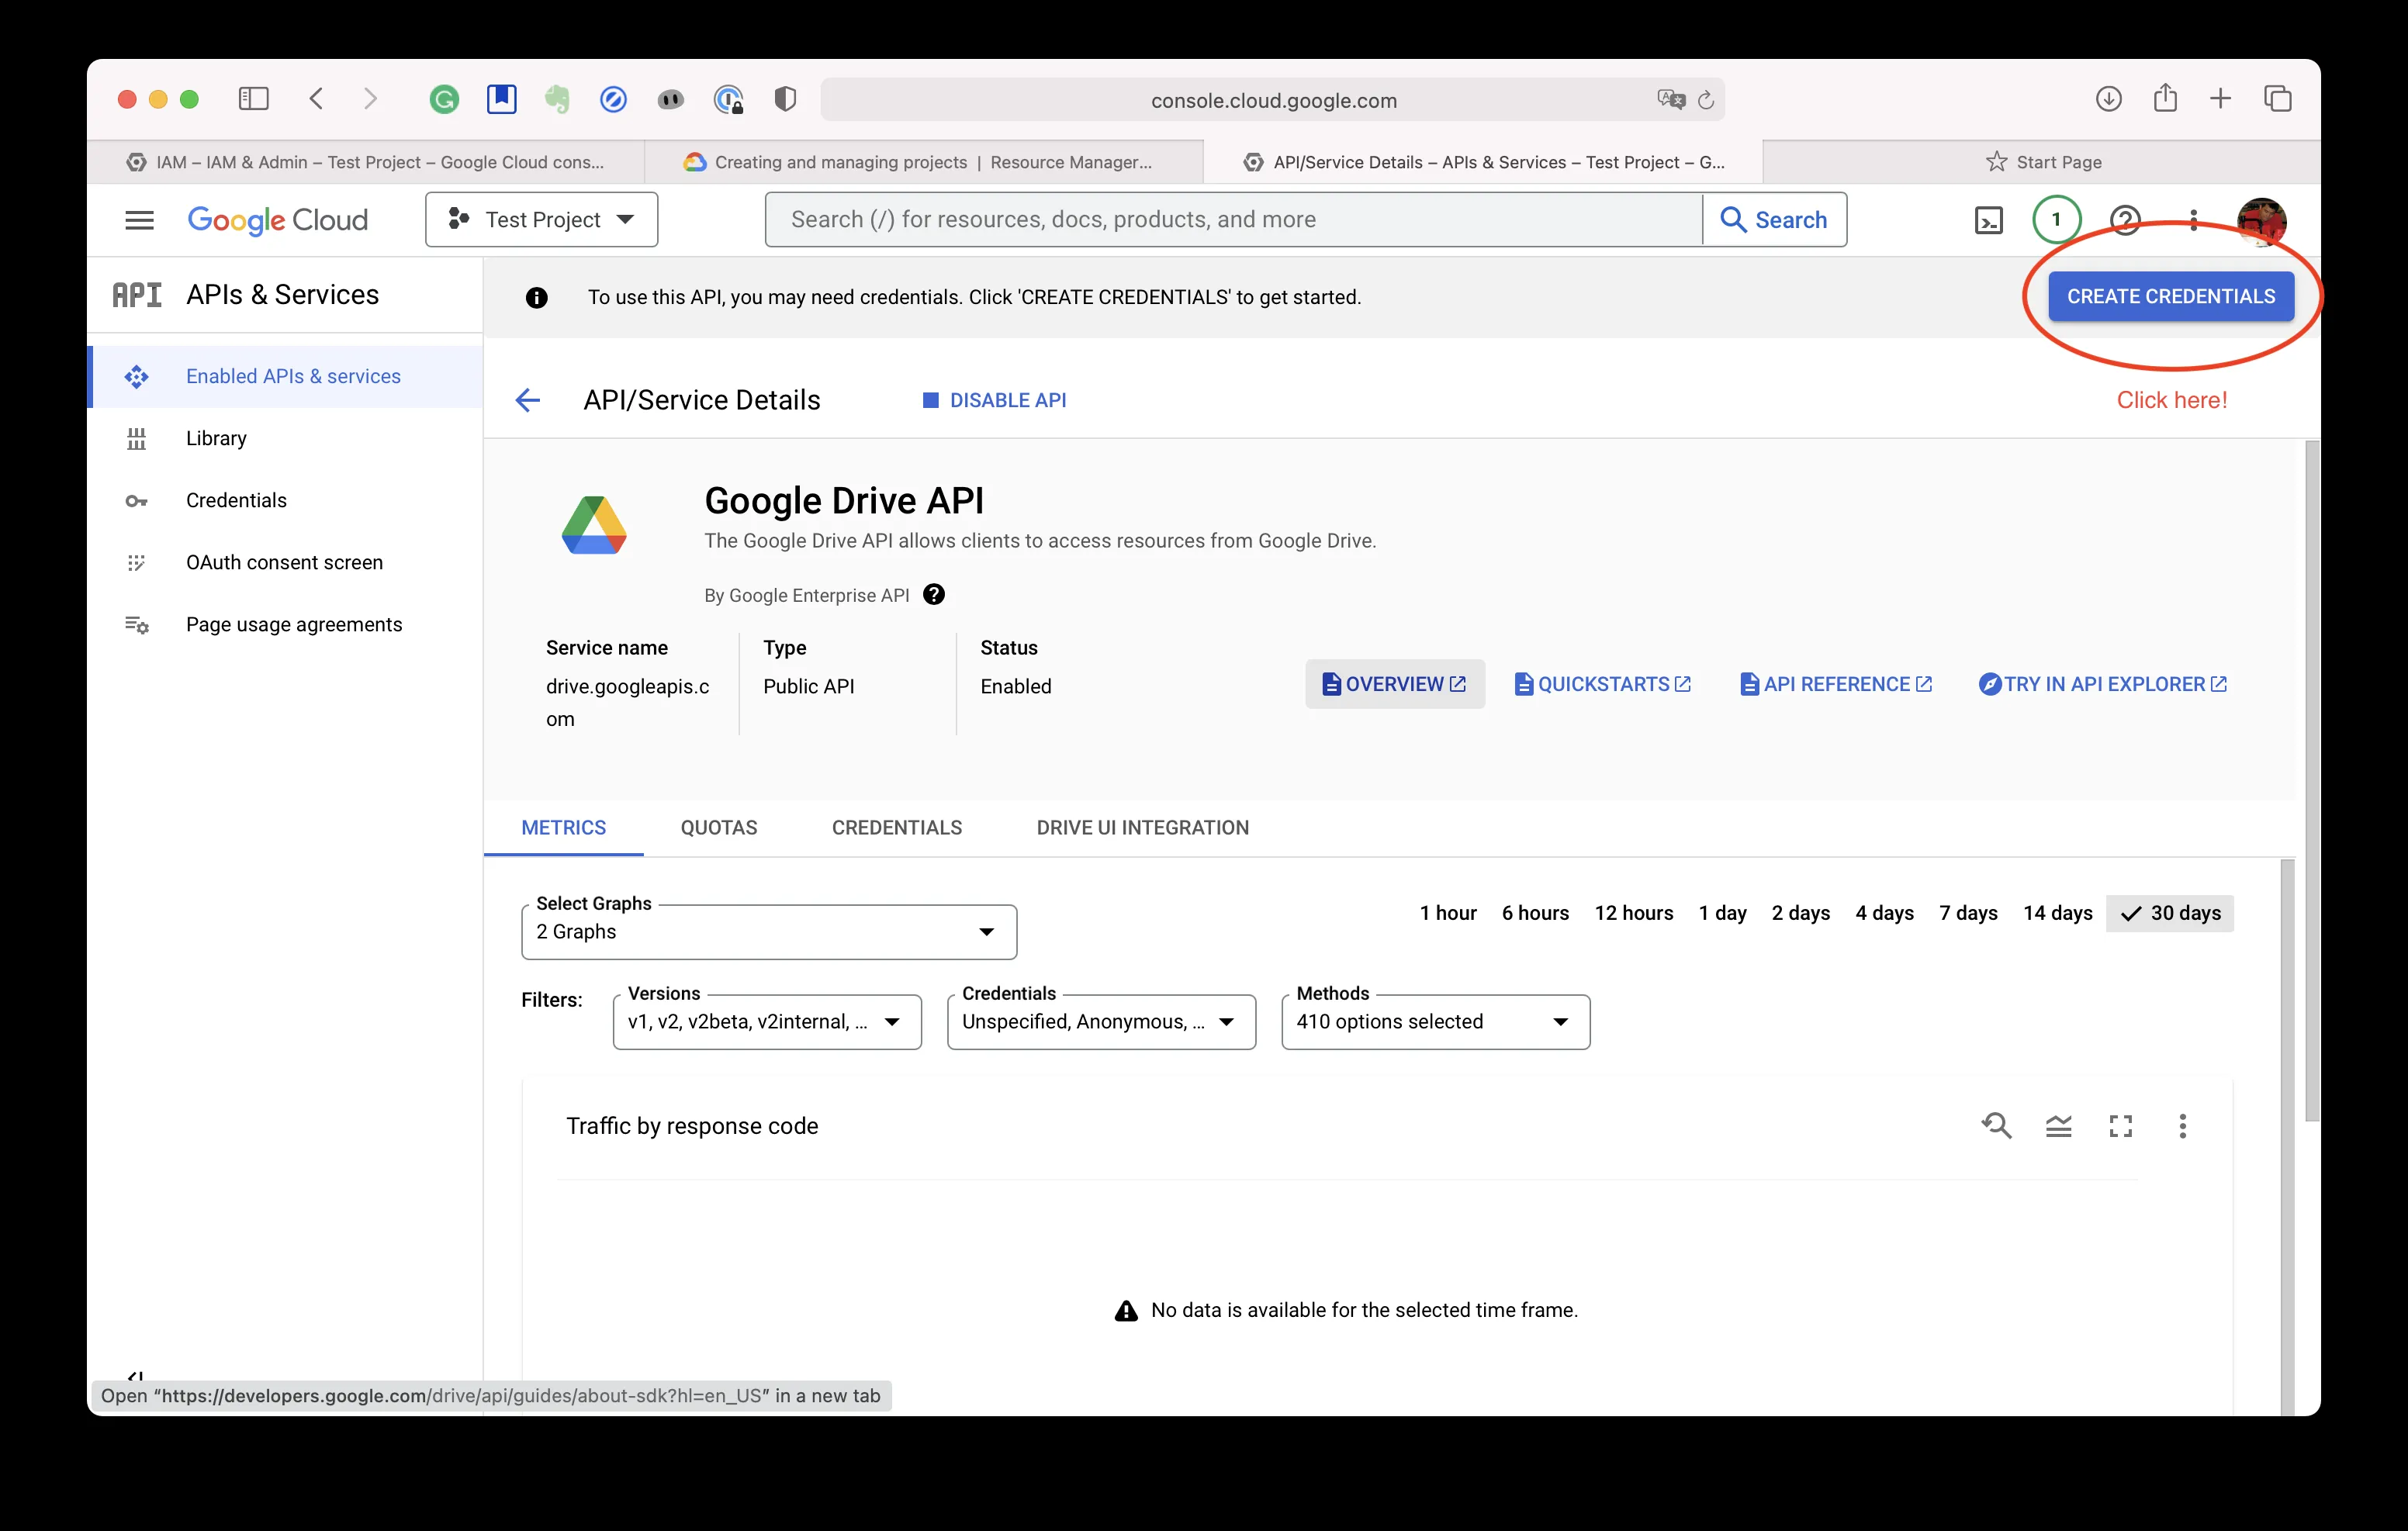 console.cloud.google.com
IAM – IAM & Admin – Test Project – Google Cloud cons...
Creating and managing projects | Resource Manager...
API/Service Details – APIs & Services – Test Project – G...
Start Page
Google Cloud
Test Project
Search (/) for resources, docs, products, and more
Search
1
API
APIs & Services
To use this API, you may need credentials. Click 'CREATE CREDENTIALS' to get started.
CREATE CREDENTIALS
Enabled APIs & services
Library
Credentials
OAuth consent screen
Page usage agreements
API/Service Details
DISABLE API
Click here!
Google Drive API
The Google Drive API allows clients to access resources from Google Drive.
By Google Enterprise API
Service name
drive.googleapis.c
om
Type
Public API
Status
Enabled
OVERVIEW
QUICKSTARTS
API REFERENCE
TRY IN API EXPLORER
METRICS
QUOTAS
CREDENTIALS
DRIVE UI INTEGRATION
Select Graphs
2 Graphs
1 hour
6 hours
12 hours
1 day
2 days
4 days
7 days
14 days
30 days
Filters:
Versions
v1, v2, v2beta, v2internal, ...
Credentials
Unspecified, Anonymous, ...
Methods
410 options selected
Traffic by response code
No data is available for the selected time frame.
Open “https://developers.google.com/drive/api/guides/about-sdk?hl=en_US” in a new tab